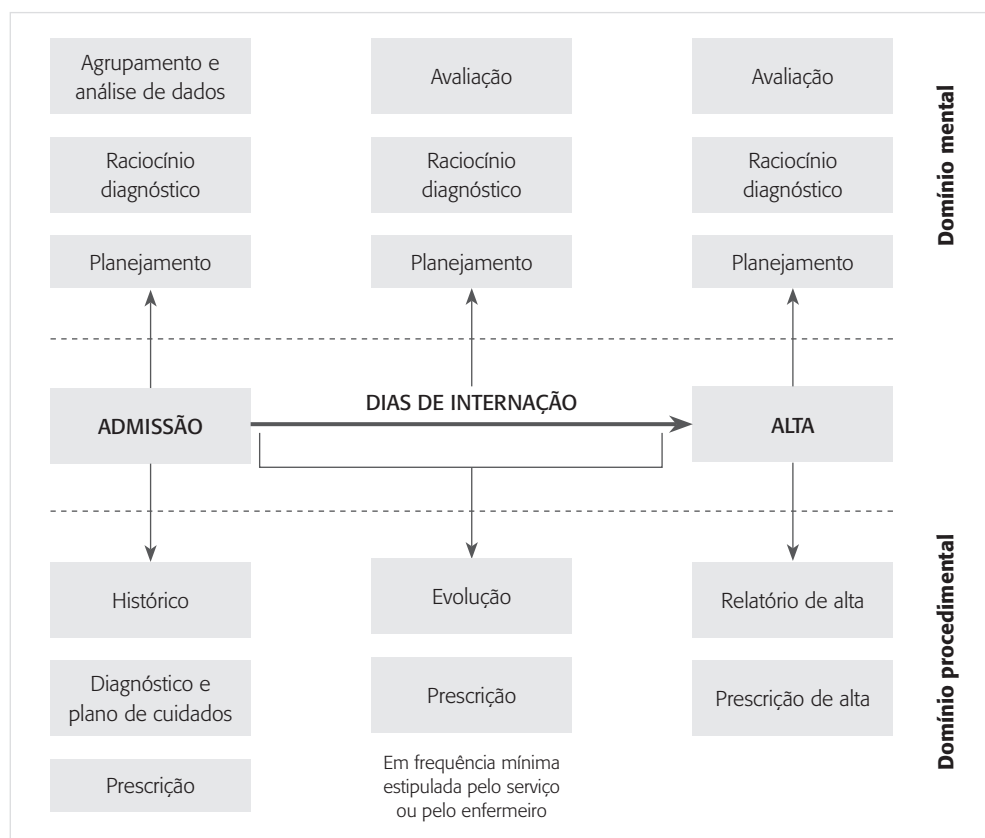 Agrupamento e
análise de dados
Avaliação
Avaliação
Raciocínio
diagnóstico
Raciocínio
diagnóstico
Raciocínio
diagnóstico
Planejamento
Planejamento
Planejamento
Domínio mental
ADMISSÃO
DIAS DE INTERNAÇÃO
ALTA
Histórico
Evolução
Relatório de alta
Diagnóstico e
plano de cuidados
Prescrição
Prescrição de alta
Prescrição
Em frequência mínima
estipulada pelo serviço
ou pelo enfermeiro
Domínio procedimental